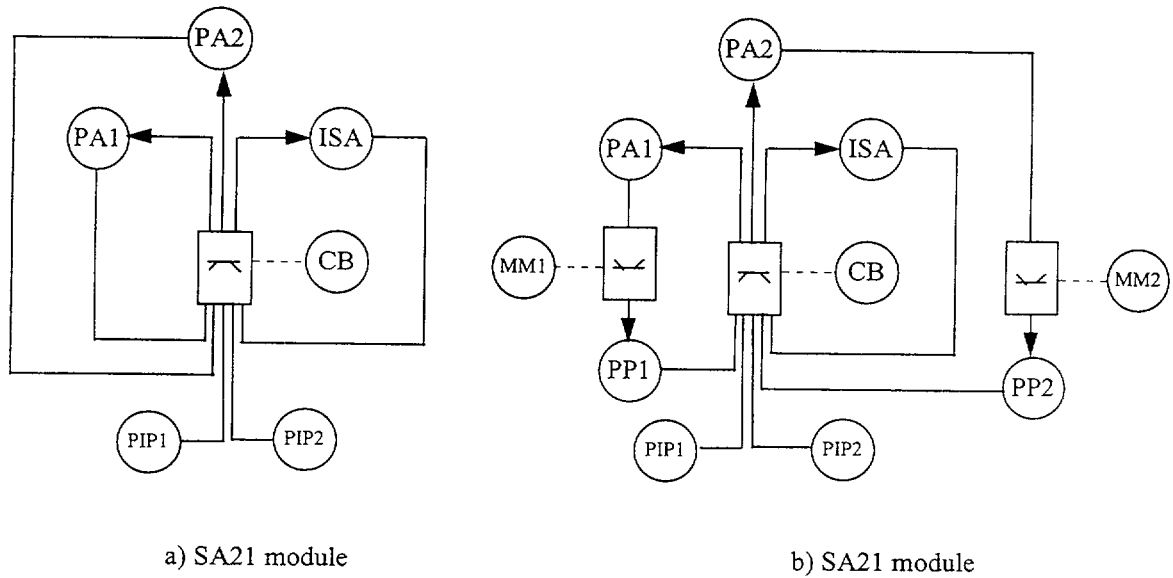 PA2
PA1
ISA
CB
PIP1
PIP2
a) SA21 module
PA2
PA1
ISA
MM1
CB
MM2
PP1
PP2
PIP1
PIP2
b) SA21 module